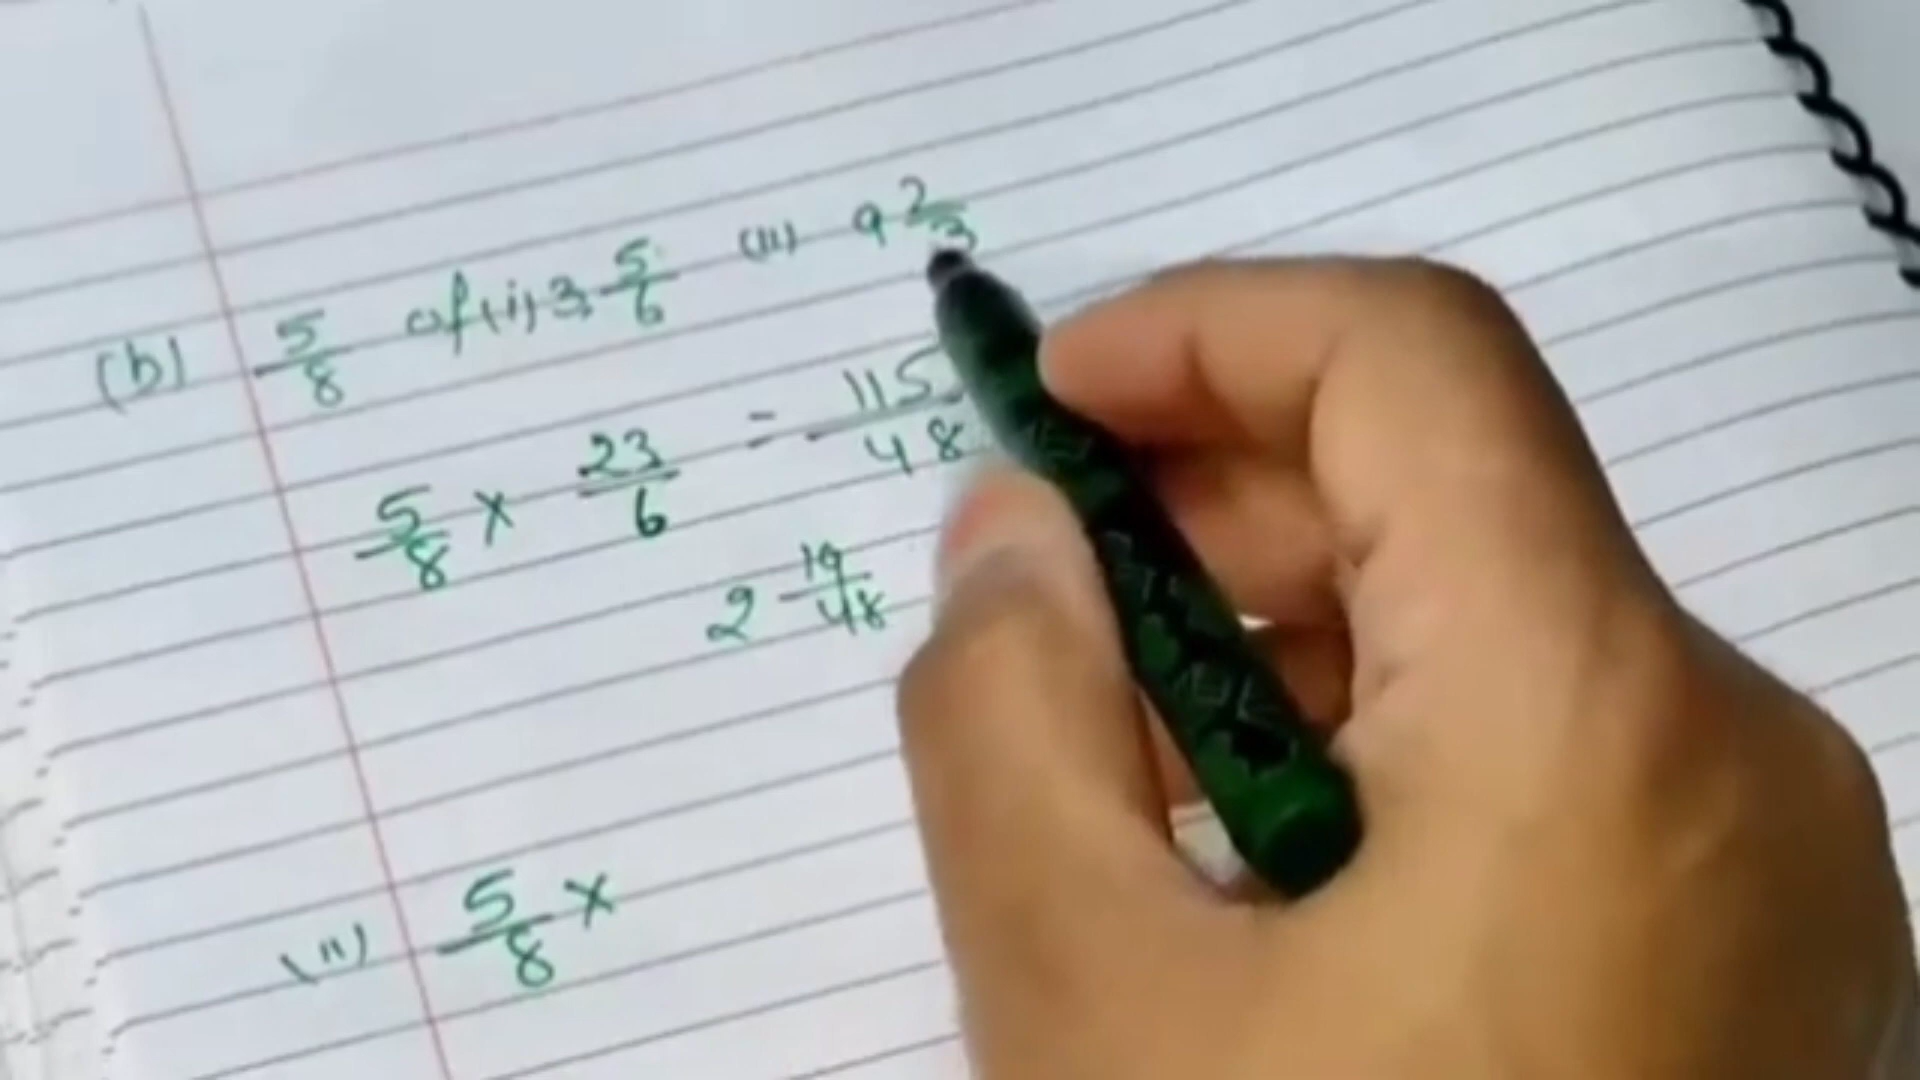 (b) 5/8 of (i) 3 5/6 (ii) 9 2/3
5/8 × 23/6 = 115/48
2 19/48
(ii) 5/8 ×